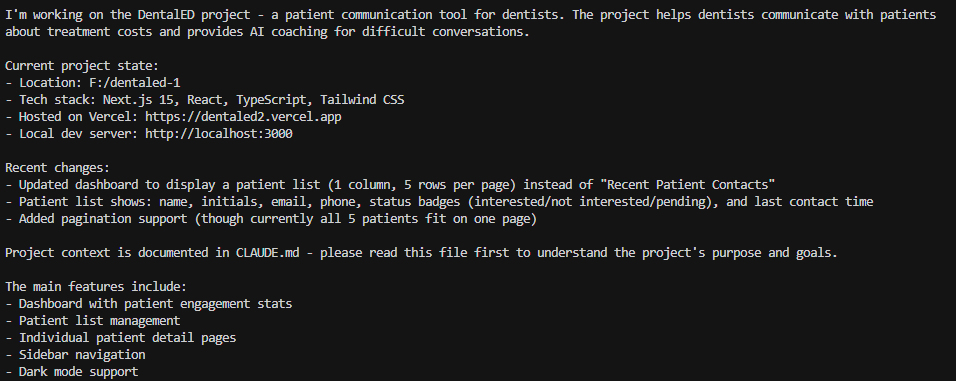 I'm working on the DentalED project - a patient communication tool for dentists. The project helps dentists communicate with patients
about treatment costs and provides AI coaching for difficult conversations.
Current project state:
- Location: F:/dentaled-1
- Tech stack: Next.js 15, React, TypeScript, Tailwind CSS
- Hosted on Vercel: https://dentaled2.vercel.app
- Local dev server: http://localhost:3000
Recent changes:
- Updated dashboard to display a patient list (1 column, 5 rows per page) instead of "Recent Patient Contacts"
- Patient list shows: name, initials, email, phone, status badges (interested/not interested/pending), and last contact time
- Added pagination support (though currently all 5 patients fit on one page)
Project context is documented in CLAUDE.md - please read this file first to understand the project's purpose and goals.
The main features include:
- Dashboard with patient engagement stats
- Patient list management
- Individual patient detail pages
- Sidebar navigation
- Dark mode support